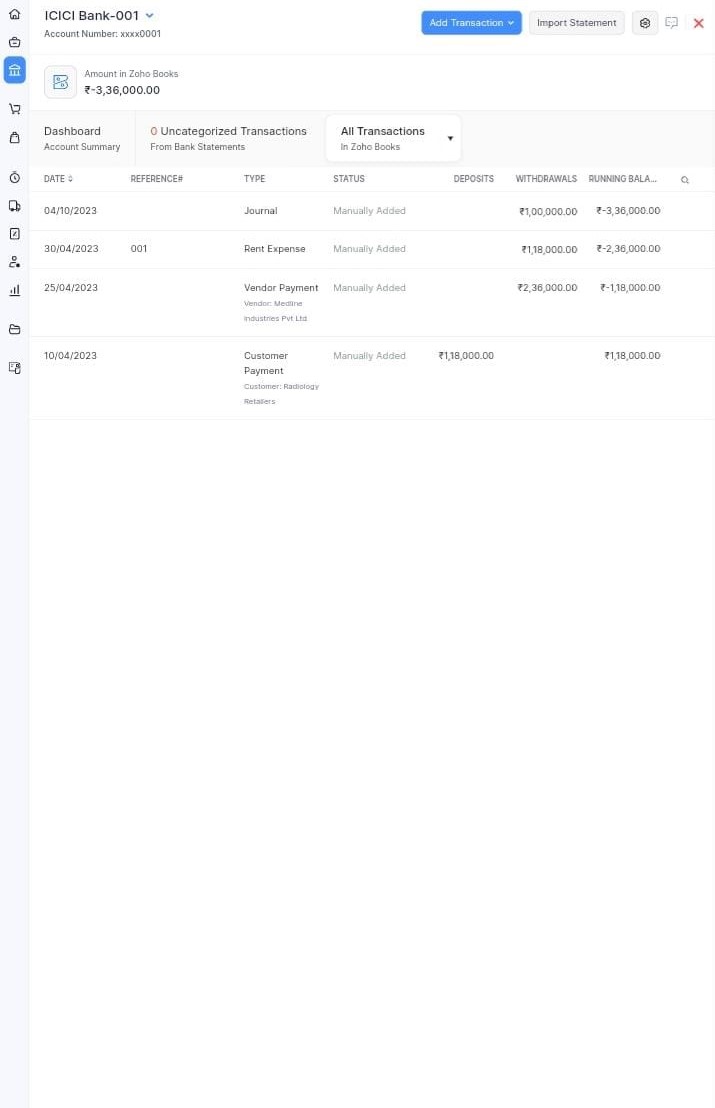 ICICI Bank-001
Account Number: xxxx0001
Add Transaction
Import Statement
Amount in Zoho Books
₹-3,36,000.00
Dashboard
Account Summary
0 Uncategorized Transactions
From Bank Statements
All Transactions
In Zoho Books
DATE REFERENCE# TYPE STATUS DEPOSITS WITHDRAWALS RUNNING BALA...
04/10/2023 Journal Manually Added ₹1,00,000.00 ₹-3,36,000.00
30/04/2023 001 Rent Expense Manually Added ₹1,18,000.00 ₹-2,36,000.00
25/04/2023 Vendor Payment Manually Added ₹2,36,000.00 ₹-1,18,000.00
Vendor: Medline
Industries Pvt Ltd
10/04/2023 Customer Manually Added ₹1,18,000.00 ₹1,18,000.00
Payment
Customer: Radiology
Retailers